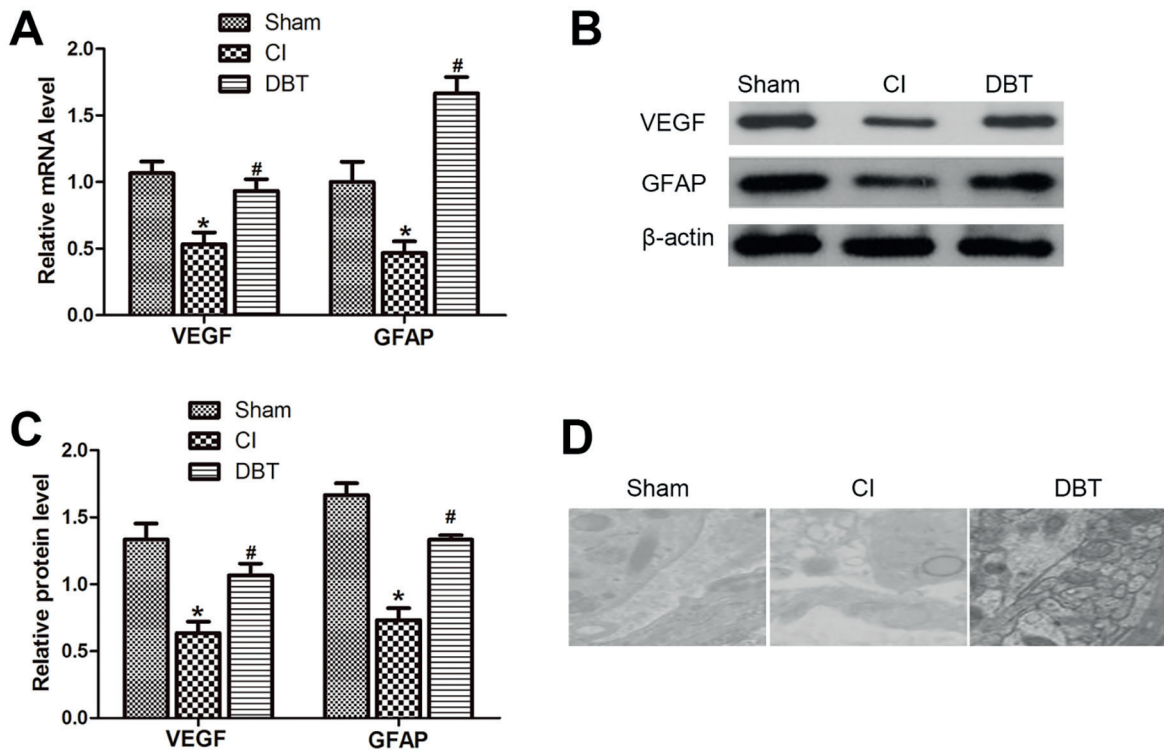 A
Sham
CI
DBT
Relative mRNA level
2.0
1.5
1.0
0.5
0.0
#
*
#
*
VEGF
GFAP
B
Sham CI DBT
VEGF
GFAP
β-actin
C
Sham
CI
DBT
Relative protein level
2.0
1.5
1.0
0.5
0.0
*
#
*
#
VEGF
GFAP
D
Sham CI DBT